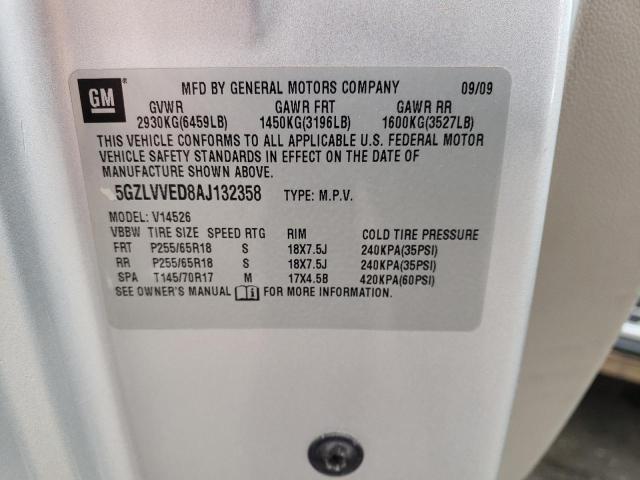 GM ® MFD BY GENERAL MOTORS COMPANY 09/09
GVWR GAWR FRT GAWR RR
2930KG(6459LB) 1450KG(3196LB) 1600KG(3527LB)
THIS VEHICLE CONFORMS TO ALL APPLICABLE U.S. FEDERAL MOTOR
VEHICLE SAFETY STANDARDS IN EFFECT ON THE DATE OF
MANUFACTURE SHOWN ABOVE.
5GZLVVED8AJ132358 TYPE: M.P.V.
MODEL: V14526
VBBW TIRE SIZE SPEED RTG RIM COLD TIRE PRESSURE
FRT P255/65R18 S 18X7.5J 240KPA(35PSI)
RR P255/65R18 S 18X7.5J 240KPA(35PSI)
SPA T145/70R17 M 17X4.5B 420KPA(60PSI)
SEE OWNER'S MANUAL FOR MORE INFORMATION.